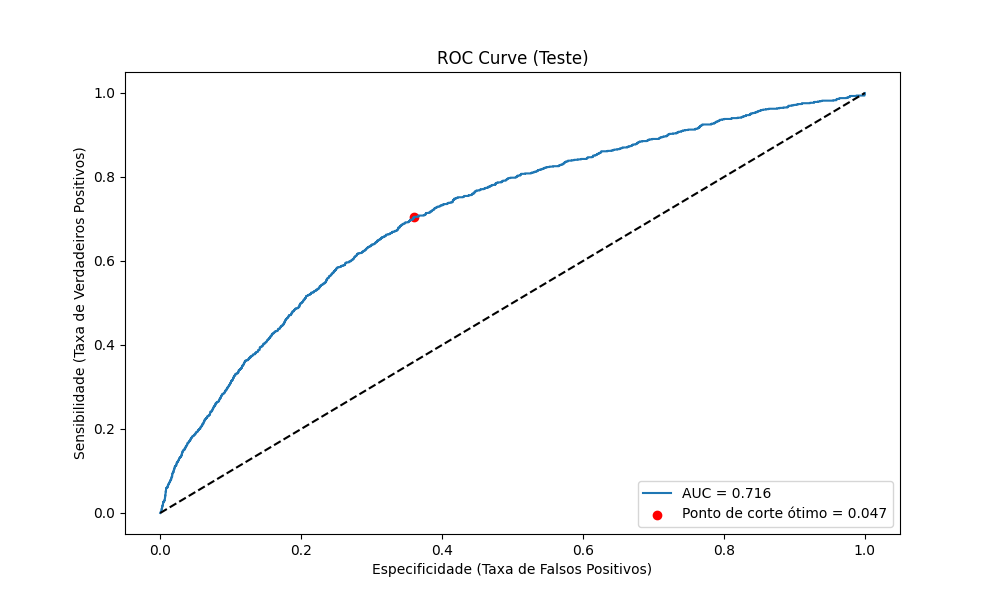 ROC Curve (Teste)
Sensibilidade (Taxa de Verdadeiros Positivos)
1.0
0.8
0.6
0.4
0.2
0.0
AUC = 0.716
Ponto de corte ótimo = 0.047
0.0 0.2 0.4 0.6 0.8 1.0
Especificidade (Taxa de Falsos Positivos)